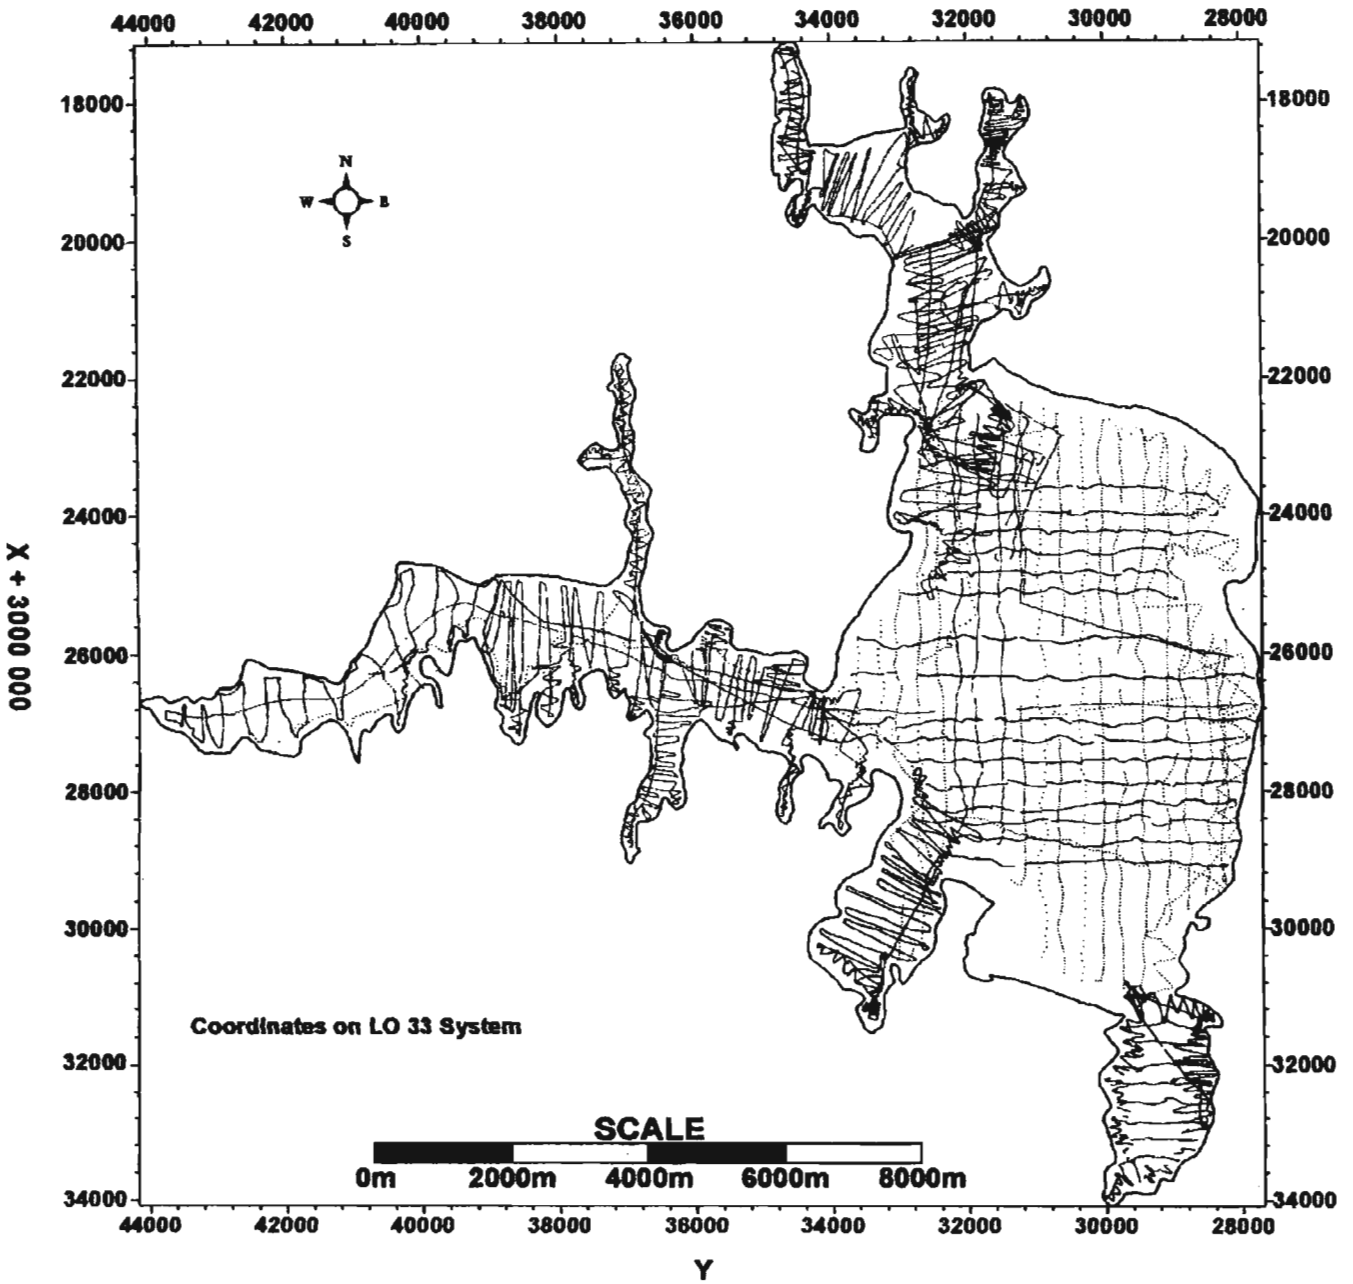 44000 42000 40000 38000 36000 34000 32000 30000 28000
18000 18000
N
W E
S
20000 20000
22000 22000
24000 24000
X + 3000 000
26000 26000
28000 28000
30000 30000
Coordinates on LO 33 System
32000 32000
SCALE
0m 2000m 4000m 6000m 8000m
34000 34000
44000 42000 40000 38000 36000 34000 32000 30000 28000
Y